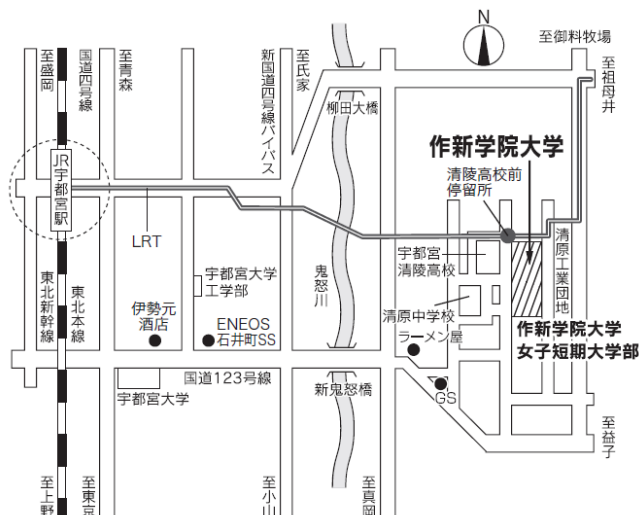 N
至御料牧場
至盛岡
国道四号線
至青森
新国道四号線バイパス
至氏家
至祖母井
柳田大橋
作新学院大学
清陵高校前
停留所
JR宇都宮駅
LRT
宇都宮
清陵高校
清原工業団地
鬼怒川
宇都宮大学
工学部
東北新幹線
東北本線
伊勢元
酒店
ENEOS
石井町SS
清原中学校
ラーメン屋
作新学院大学
女子短期大学部
国道123号線
宇都宮大学
新鬼怒橋
GS
至益子
至上野
至東京
至小山
至真岡